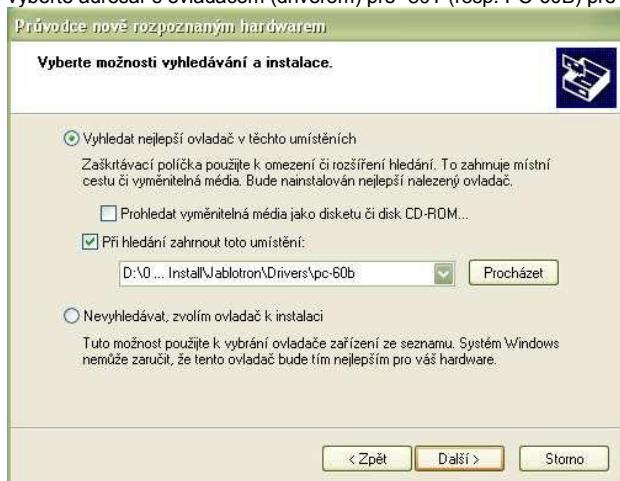 vyberte adresář s ovladačem (driverem) pro (resp. PC-60B) pro
Průvodce nově rozpoznaným hardwarem
Vyberte možnosti vyhledávání a instalace.
Vyhledat nejlepší ovladač v těchto umístěních
Zaškrtávací políčka použijte k omezení či rozšíření hledání. To zahrnuje místní
cestu či vyměnitelná média. Bude nainstalován nejlepší nalezený ovladač.
Prohledat vyměnitelná média jako disketu či disk CD-ROM...
Při hledání zahrnout toto umístění:
D:\0 ... Install\Jablotron\Drivers\pc-60b
Procházet
Nevyhledávat, zvolím ovladač k instalaci
Tuto možnost použijte k vybrání ovladače zařízení ze seznamu. Systém Windows
nemůže zaručit, že tento ovladač bude tím nejlepším pro váš hardware.
< Zpět
Další >
Storno